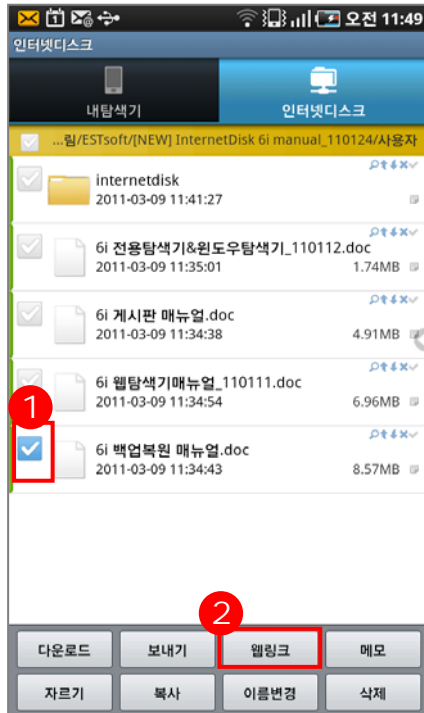 오전 11:49
인터넷디스크
내탐색기
인터넷디스크
...림/ESTsoft/[NEW] InternetDisk 6i manual_110124/사용자
internetdisk
2011-03-09 11:41:27
6i 전용탐색기&윈도우탐색기_110112.doc
2011-03-09 11:35:01 1.74MB
6i 게시판 매뉴얼.doc
2011-03-09 11:34:38 4.91MB
6i 웹탐색기매뉴얼_110111.doc
2011-03-09 11:34:54 6.96MB
1
6i 백업복원 매뉴얼.doc
2011-03-09 11:34:43 8.57MB
2
다운로드 보내기 웹링크 메모
자르기 복사 이름변경 삭제